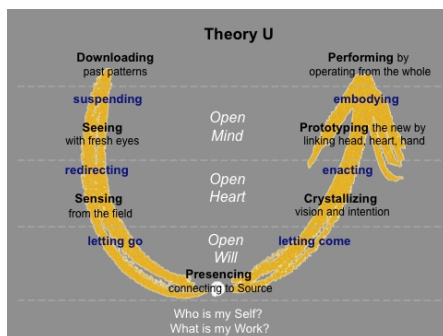 Theory U
Downloading
past patterns
Performing by
operating from the whole
suspending
embodying
Open
Mind
Seeing
with fresh eyes
Prototyping the new by
linking head, heart, hand
redirecting
enacting
Open
Heart
Sensing
from the field
Crystallizing
vision and intention
letting go
Open
Will
letting come
Presencing
connecting to Source
Who is my Self?
What is my Work?